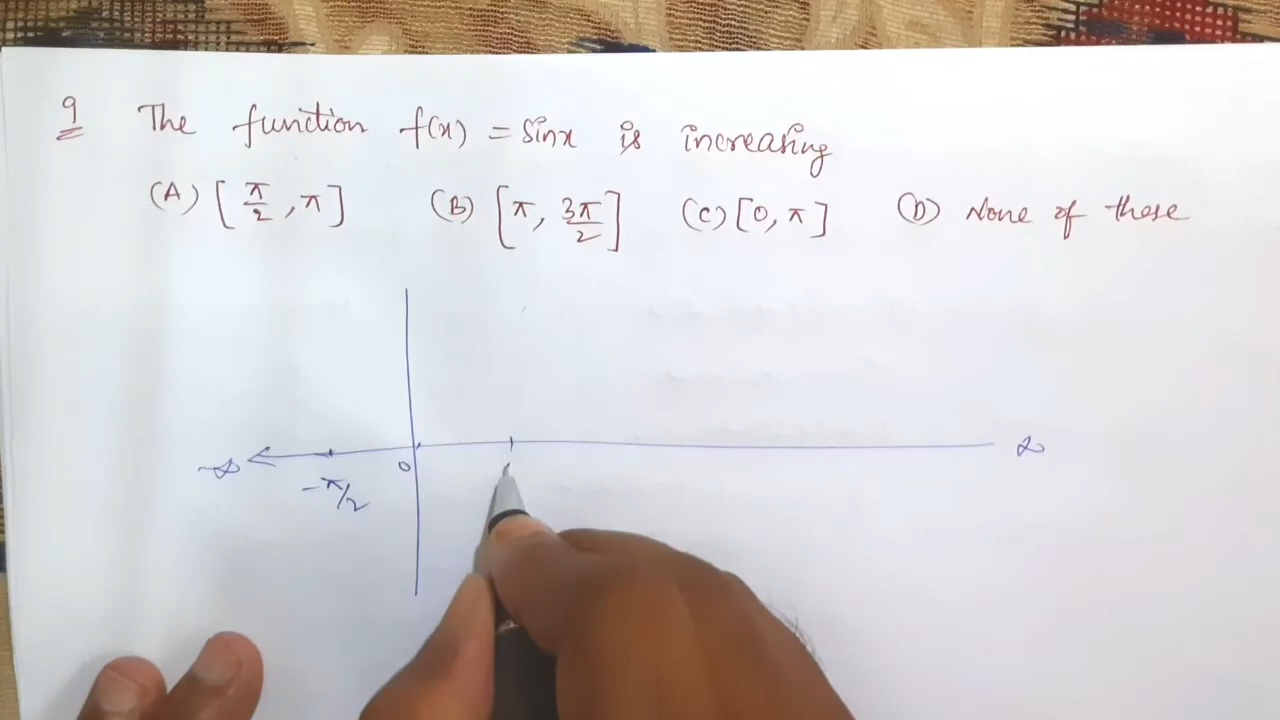 9 The function f(x) = sinx is increasing
(A) [π/2, π] (B) [π, 3π/2] (C) [0, π] (D) None of these
-∞ -π/2 0 ∞